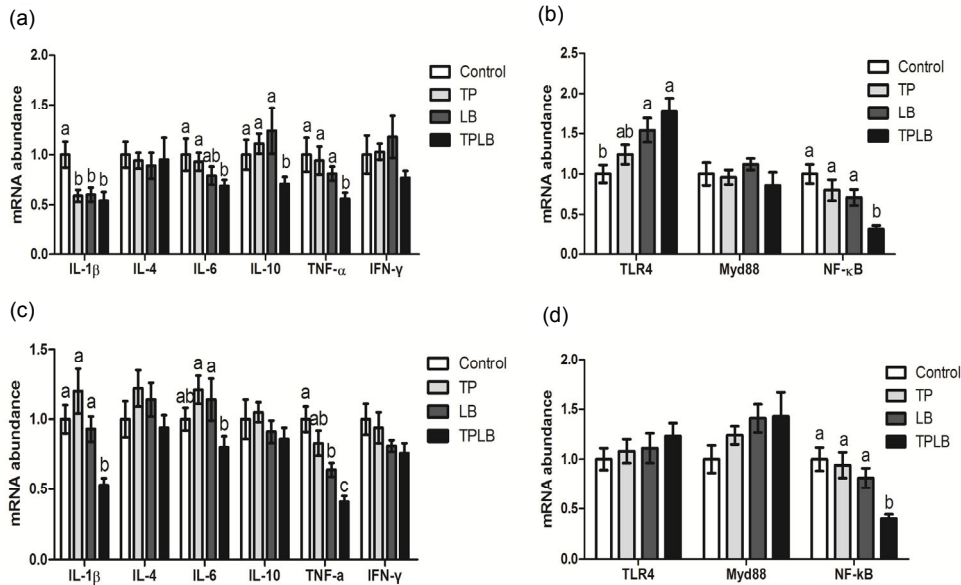 (a)
mRNA abundance
2.0
1.5
1.0
0.5
0.0
a b b b
a a ab b
a a a b
a a a b
IL-1β IL-4 IL-6 IL-10 TNF-α IFN-γ
Control
TP
LB
TPLB
(b)
mRNA abundance
2.5
2.0
1.5
1.0
0.5
0.0
b ab a a
a a a b
TLR4 Myd88 NF-κB
Control
TP
LB
TPLB
(c)
mRNA abundance
1.5
1.0
0.5
0.0
a a a b
ab a a b
a ab b c
IL-1β IL-4 IL-6 IL-10 TNF-a IFN-γ
Control
TP
LB
TPLB
(d)
mRNA abundance
2.0
1.5
1.0
0.5
0.0
a a a b
TLR4 Myd88 NF-kB
Control
TP
LB
TPLB